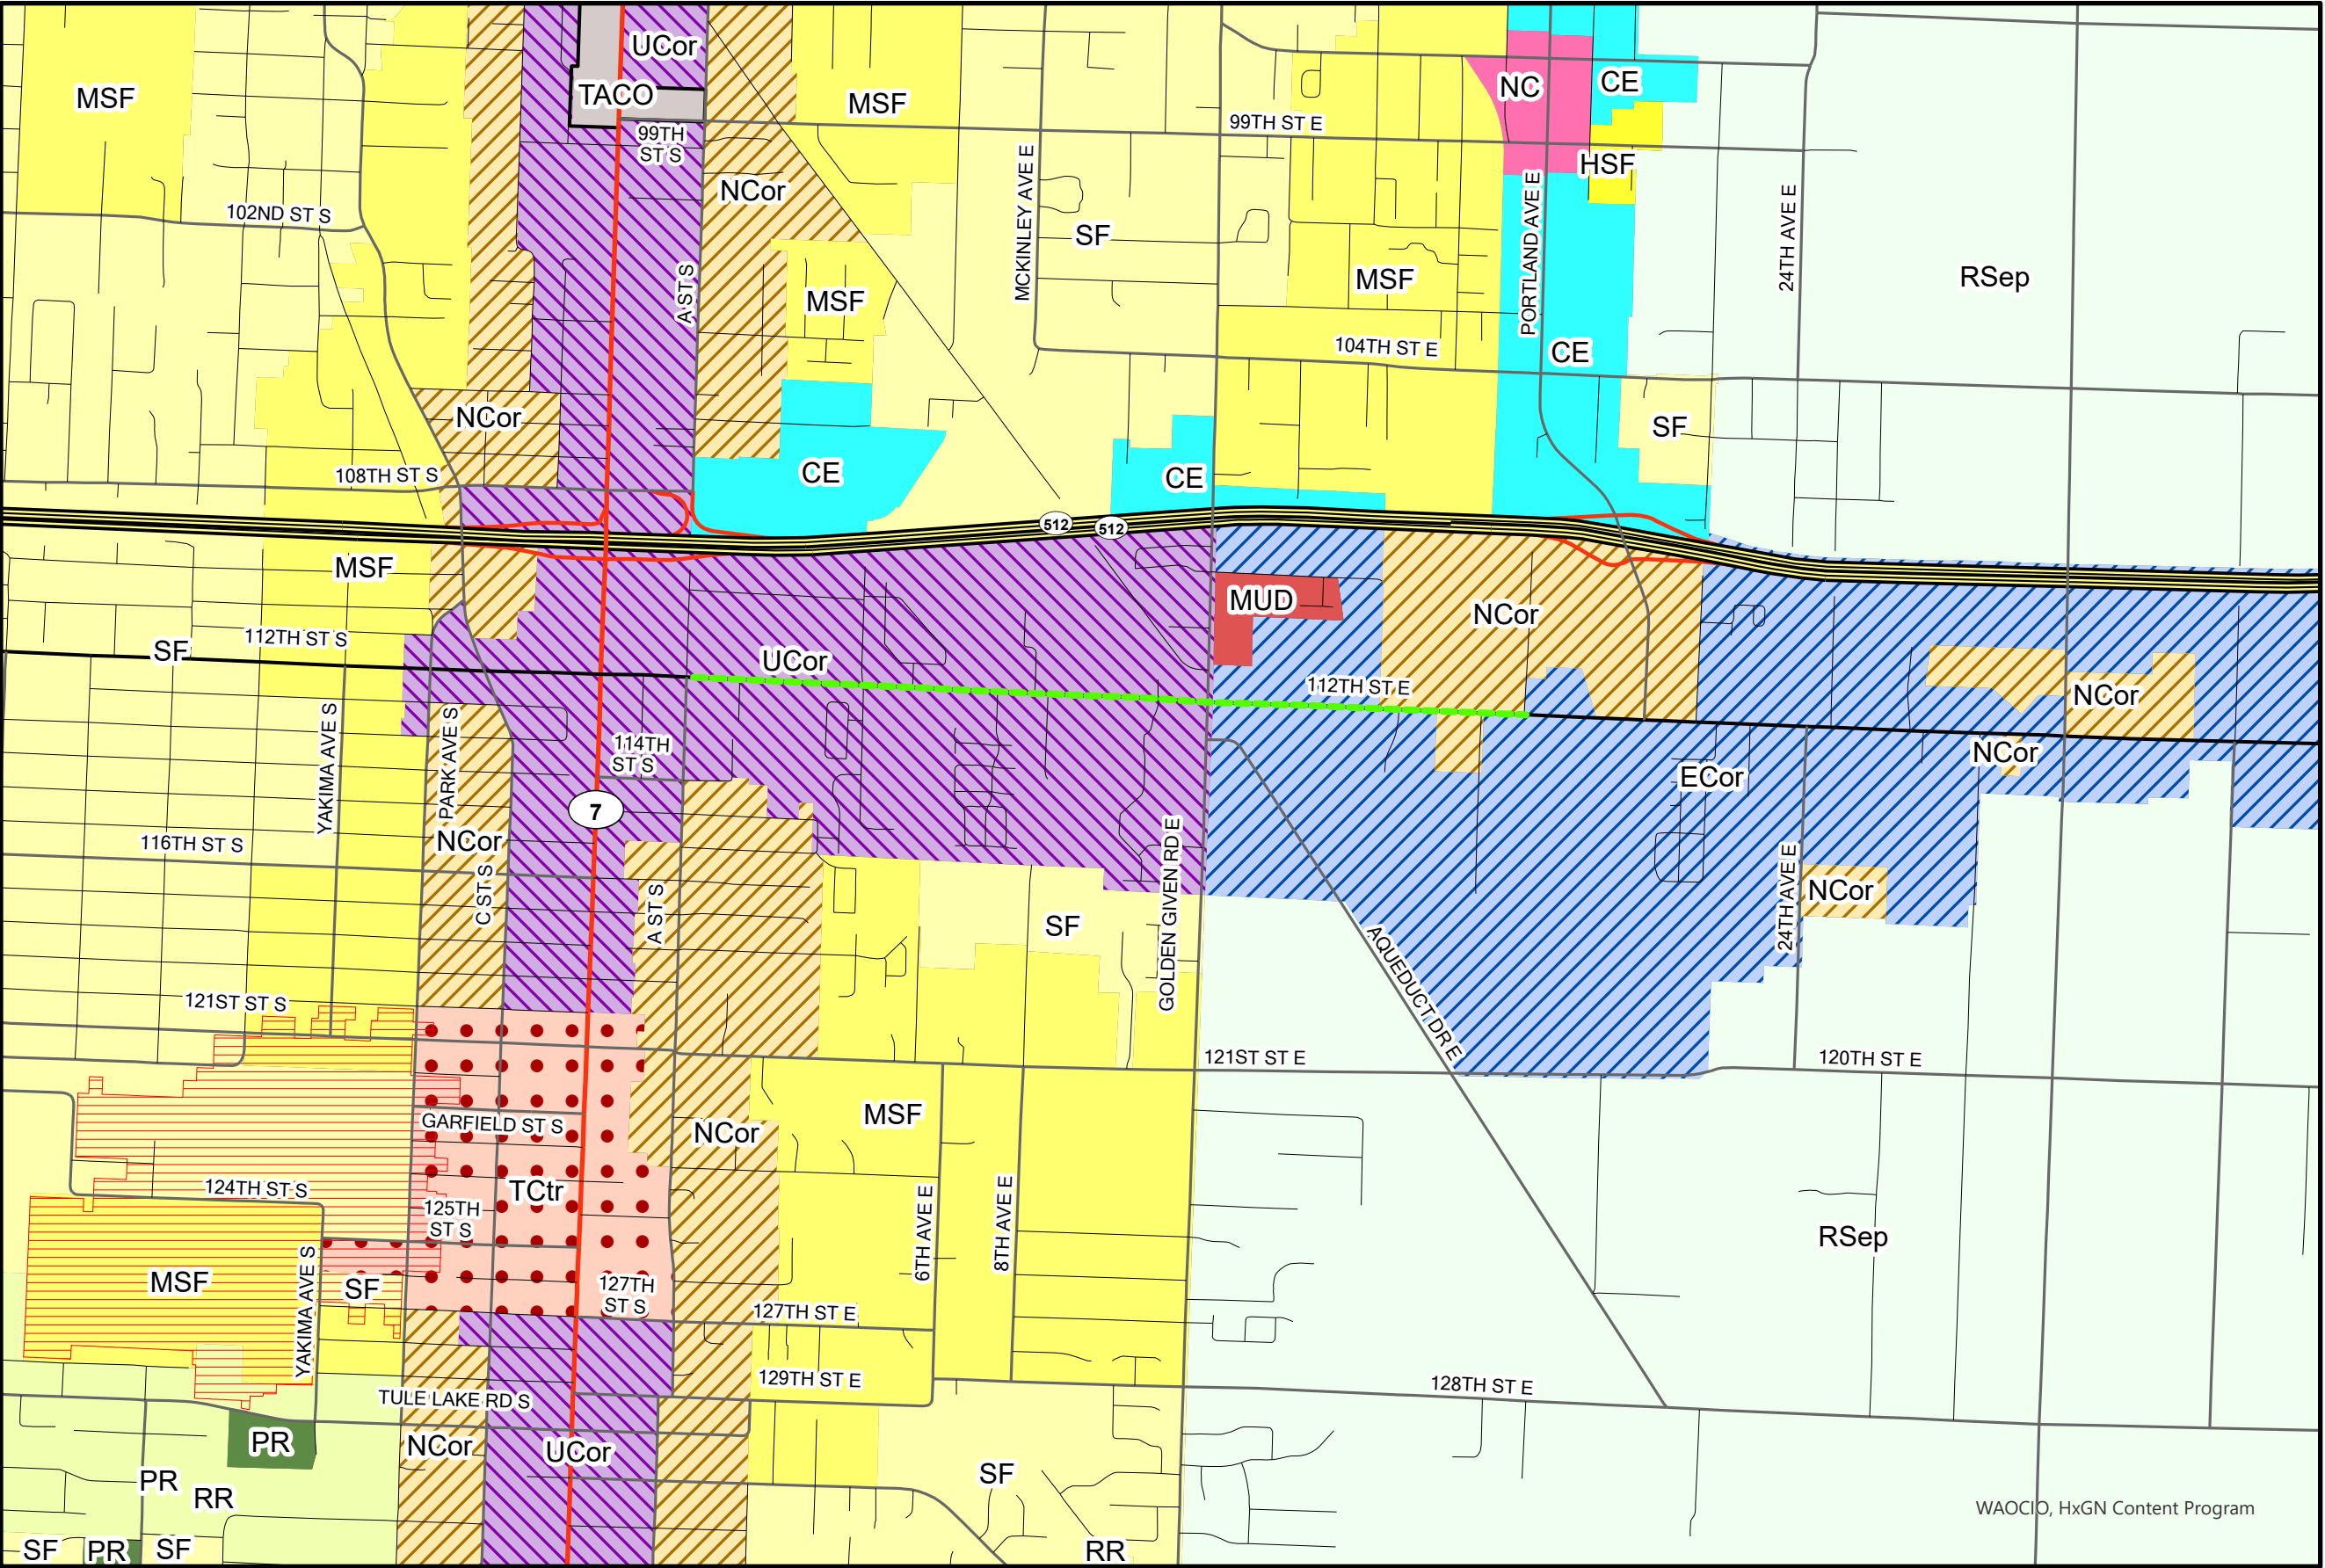 UCor
MSF
TACO
MSF
NC
CE
99TH
ST S
99TH ST E
HSF
NCor
102ND ST S
SF
MCKINLEY AVE E
PORTLAND AVE E
24TH AVE E
RSep
A ST S
MSF
MSF
104TH ST E
CE
NCor
SF
108TH ST S
CE
CE
512
512
MSF
MUD
NCor
112TH ST S
SF
UCor
112TH ST E
NCor
YAKIMA AVE S
PARK AVE S
114TH
ST S
NCor
ECor
7
116TH ST S
NCor
C ST S
A ST S
GOLDEN GIVEN RD E
24TH AVE E
NCor
SF
AQUEDUCT DR E
121ST ST S
121ST ST E
120TH ST E
GARFIELD ST S
MSF
NCor
124TH ST S
TCtr
125TH
ST S
6TH AVE E
8TH AVE E
RSep
MSF
SF
YAKIMA AVE S
127TH
ST S
127TH ST E
129TH ST E
128TH ST E
TULE LAKE RD S
PR
NCor
UCor
PR
SF
RR
WAOCIO, HxGN Content Program
SF
PR
SF
RR